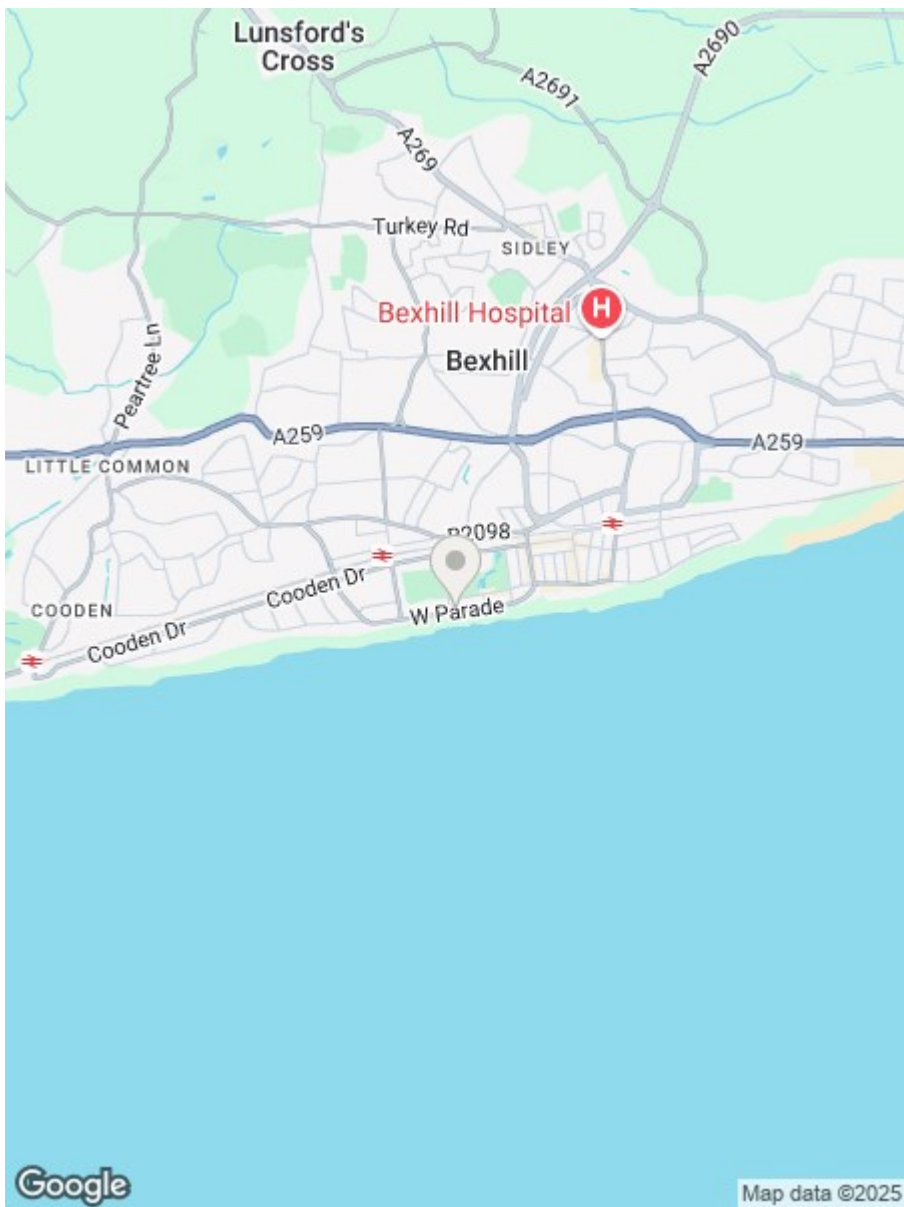 Lunsford's
Cross
A2690
A2691
A269
Turkey Rd
SIDLEY
Bexhill Hospital
H
Bexhill
Peartree Ln
A259
A259
LITTLE COMMON
B2098
Cooden Dr
COODEN
W Parade
Cooden Dr
Google
Map data ©2025